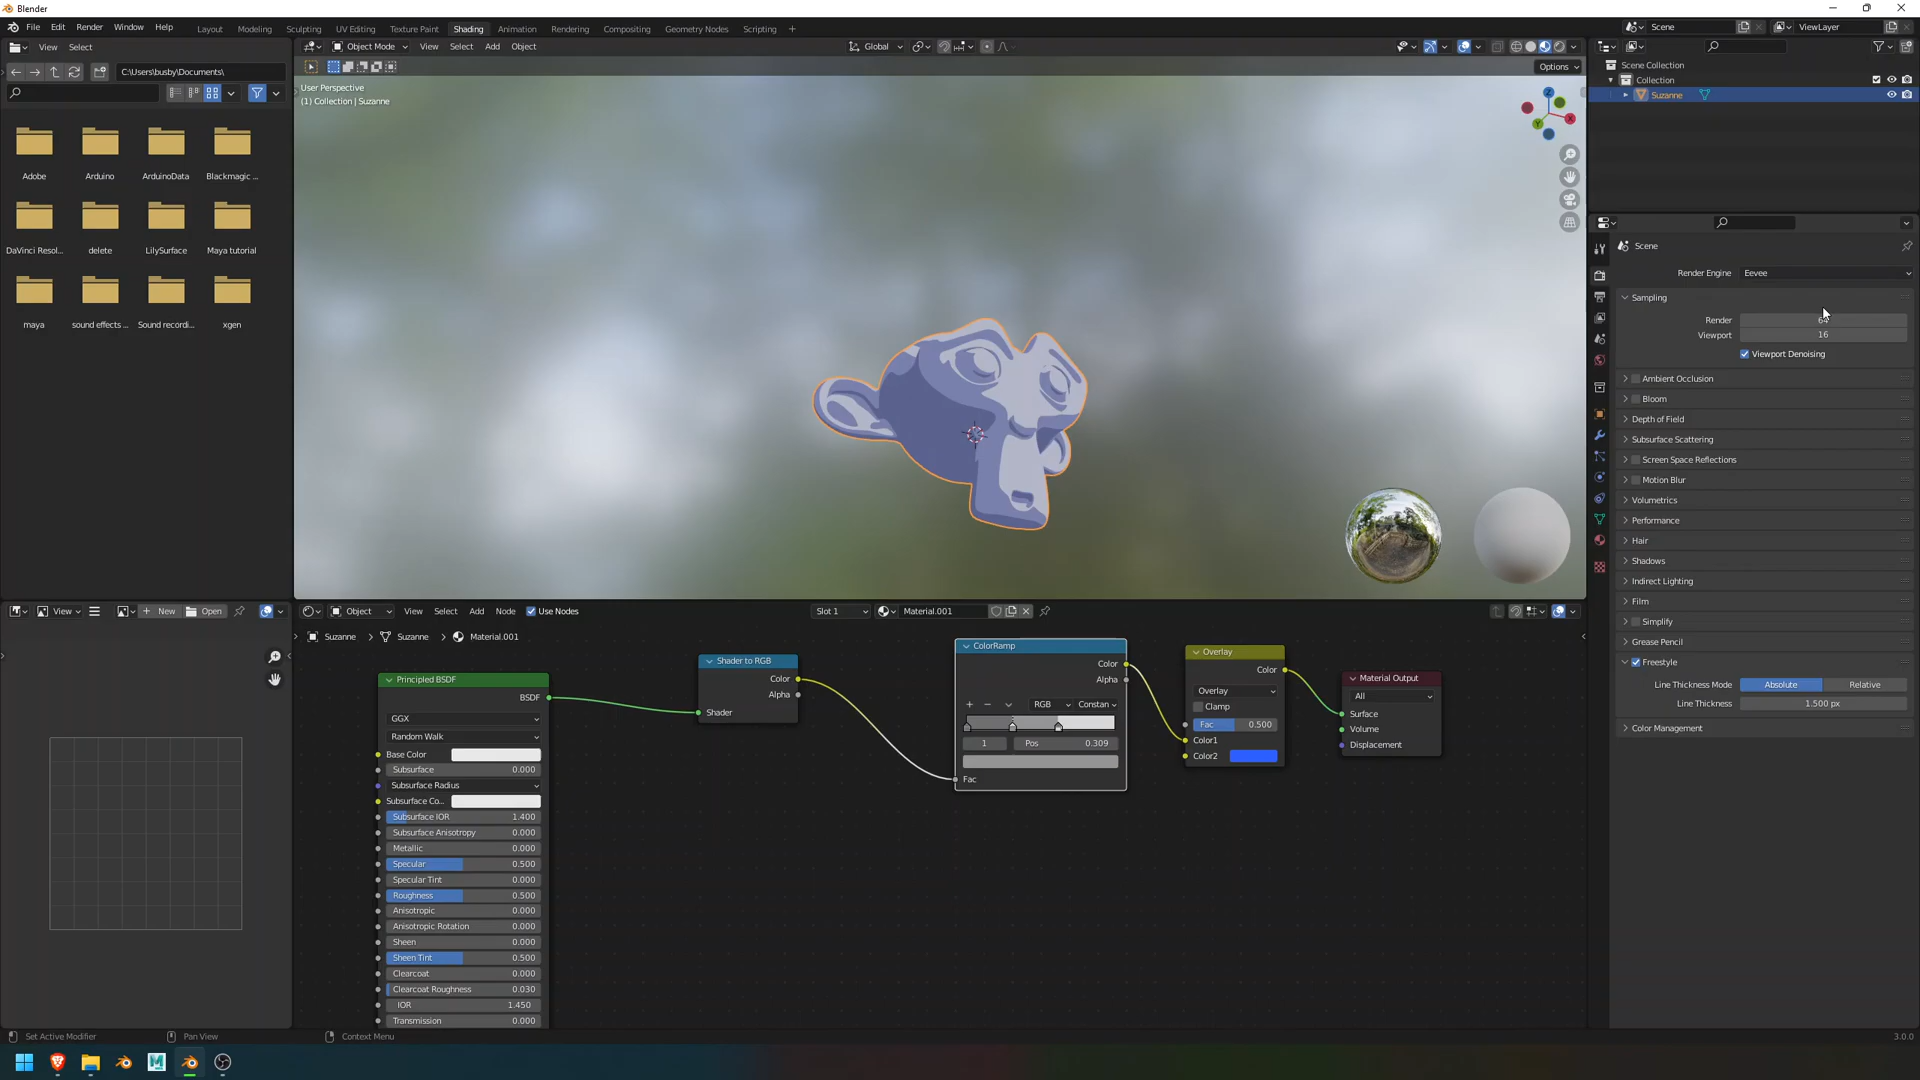 Blender
File Edit Render Window Help Layout Modeling Sculpting UV Editing Texture Paint Shading Animation Rendering Compositing Geometry Nodes Scripting + Scene ViewLayer
View Select Object Mode View Select Add Object Global
C:\Users\busby\Documents\ Options
User Perspective
(1) Collection | Suzanne
Scene Collection
Collection
Suzanne
Adobe Arduino ArduinoData Blackmagic ...
DaVinci Resol... delete LilySurface Maya tutorial
maya sound effects ... Sound recordi... xgen
Z
X
Y
Scene
Render Engine Eevee
Sampling
Render 64
Viewport 16
Viewport Denoising
Ambient Occlusion
Bloom
Depth of Field
Subsurface Scattering
Screen Space Reflections
Motion Blur
Volumetrics
Performance
Hair
Shadows
Indirect Lighting
Film
Simplify
Grease Pencil
Freestyle
Line Thickness Mode Absolute Relative
Line Thickness 1.500 px
Color Management
View New Open Object View Select Add Node Use Nodes Slot 1 Material.001
Suzanne > Suzanne > Material.001
Principled BSDF
BSDF
GGX
Random Walk
Base Color
Subsurface 0.000
Subsurface Radius
Subsurface Co...
Subsurface IOR 1.400
Subsurface Anisotropy 0.000
Metallic 0.000
Specular 0.500
Specular Tint 0.000
Roughness 0.500
Anisotropic 0.000
Anisotropic Rotation 0.000
Sheen 0.000
Sheen Tint 0.500
Clearcoat 0.000
Clearcoat Roughness 0.030
IOR 1.450
Transmission 0.000
Shader to RGB
Color
Alpha
Shader
ColorRamp
Color
Alpha
RGB Constan
1 Pos 0.309
Fac
Overlay
Color
Overlay
Clamp
Fac 0.500
Color1
Color2
Material Output
All
Surface
Volume
Displacement
Set Active Modifier Pan View Context Menu 3.0.0